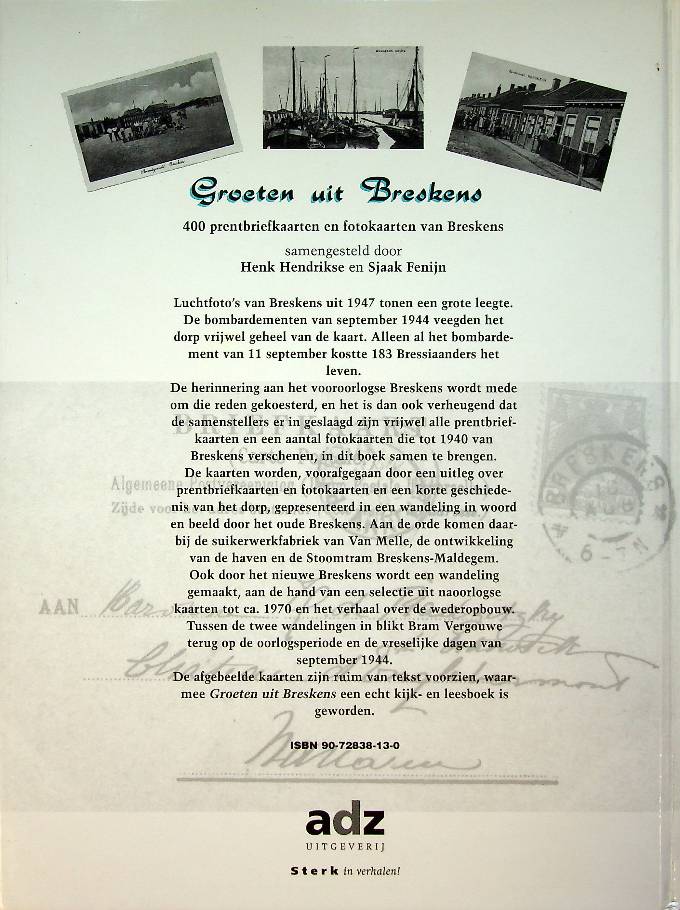 Groeten uit Breskens
400 prentbriefkaarten en fotokaarten van Breskens
samengesteld door
Henk Hendrikse en Sjaak Fenijn
Luchtfoto's van Breskens uit 1947 tonen een grote leegte.
De bombardementen van september 1944 veegden het
dorp vrijwel geheel van de kaart. Alleen al het bombarde-
ment van 11 september kostte 183 Bressiaanders het
leven.
De herinnering aan het vooroorlogse Breskens wordt mede
om die reden gekoesterd, en het is dan ook verheugend dat
de samenstellers er in geslaagd zijn vrijwel alle prentbrief-
kaarten en een aantal fotokaarten die tot 1940 van
Breskens verschenen, in dit boek samen te brengen.
De kaarten worden, voorafgegaan door een uitleg over
prentbriefkaarten en fotokaarten en een korte geschiede-
nis van het dorp, gepresenteerd in een wandeling in woord
en beeld door het oude Breskens. Aan de orde komen daar-
bij de suikerwerkfabriek van Van Melle, de ontwikkeling
van de haven en de Stoomtram Breskens-Maldegem.
Ook door het nieuwe Breskens wordt een wandeling
gemaakt, aan de hand van een selectie uit naoorlogse
kaarten tot ca. 1970 en het verhaal over de wederopbouw.
Tussen de twee wandelingen in blikt Bram Vergouwe
terug op de oorlogsperiode en de vreselijke dagen van
september 1944.
De afgebeelde kaarten zijn ruim van tekst voorzien, waar-
mee Groeten uit Breskens een echt kijk- en leesboek is
geworden.
BRIEFKAART
Algemeene Postvereeniging
AAN
BRESKENS
AUG
ISBN 90-72838-13-0
adz
UITGEVERIJ
Sterk in verhalen!